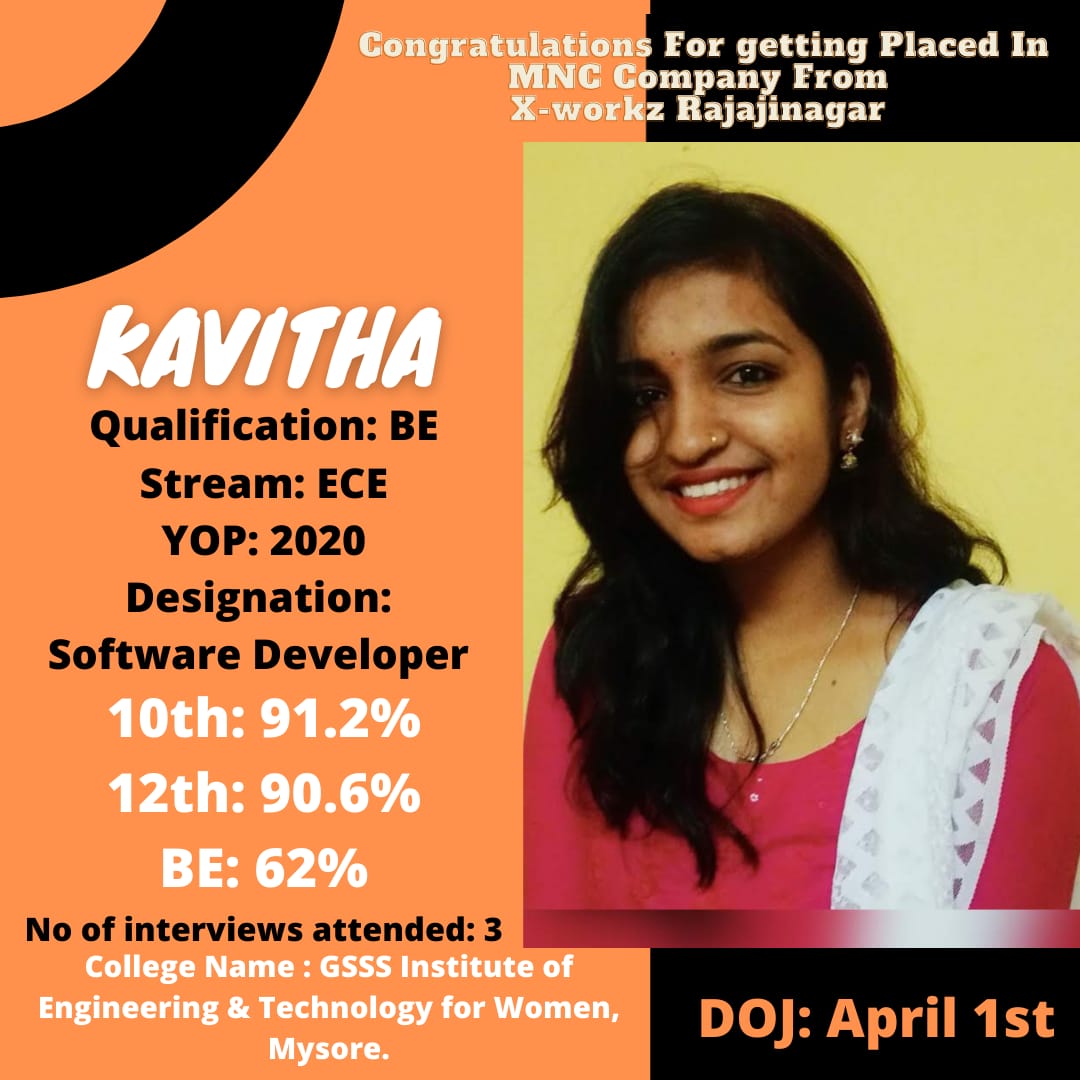 Congratulations For getting Placed In
MNC Company From
X-workz Rajajinagar
KAVITHA
Qualification: BE
Stream: ECE
YOP: 2020
Designation:
Software Developer
10th: 91.2%
12th: 90.6%
BE: 62%
No of interviews attended: 3
College Name : GSSS Institute of
Engineering & Technology for Women,
Mysore.
DOJ: April 1st